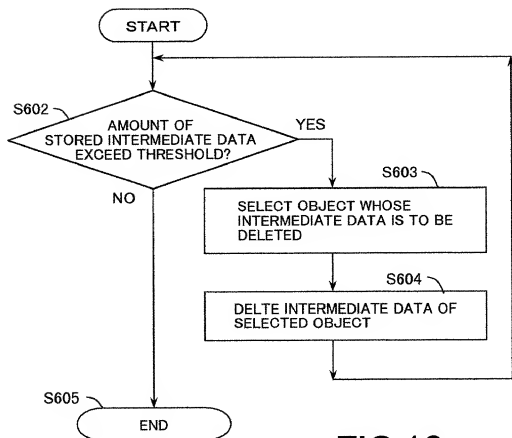 START
S602
AMOUNT OF
STORED INTERMEDIATE DATA
EXCEED THRESHOLD?
YES
NO
S603
SELECT OBJECT WHOSE
INTERMEDIATE DATA IS TO BE
DELETED
S604
DELTE INTERMEDIATE DATA OF
SELECTED OBJECT
S605
END